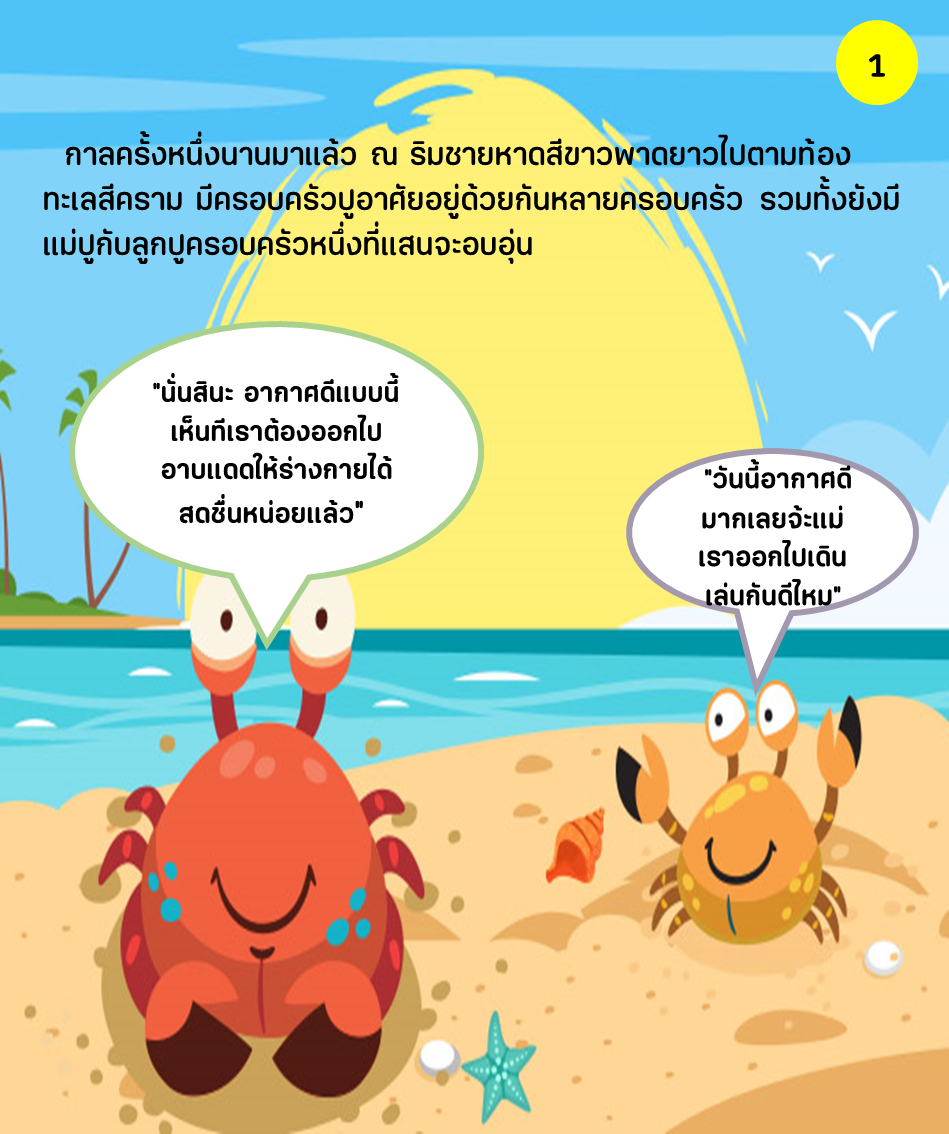 1
กาลครั้งหนึ่งนานมาแล้ว ณ ริมชายหาดสีขาวพาดยาวไปตามท้อง
ทะเลสีคราม มีครอบครัวปูอาศัยอยู่ด้วยกันหลายครอบครัว รวมทั้งยังมี
แม่ปูกับลูกปูครอบครัวหนึ่งที่แสนจะอบอุ่น
"นั่นสินะ อากาศดีแบบนี้
เห็นทีเราต้องออกไป
อาบแดดให้ร่างกายได้
สดชื่นหน่อยแล้ว"
"วันนี้อากาศดี
มากเลยจ้ะแม่
เราออกไปเดิน
เล่นกันดีไหม"